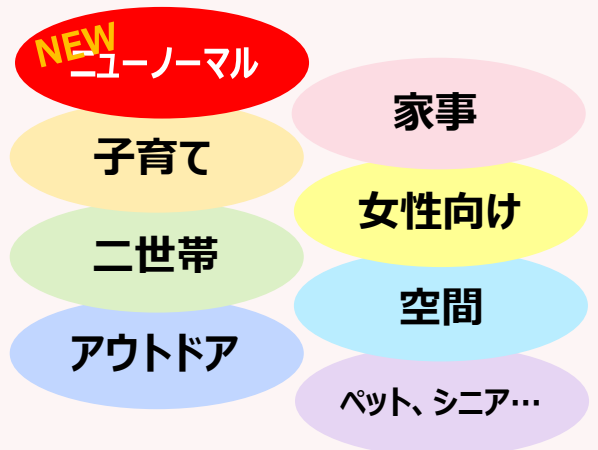 NEW
ニューノーマル
子育て
二世帯
アウトドア
家事
女性向け
空間
ペット、シニア…